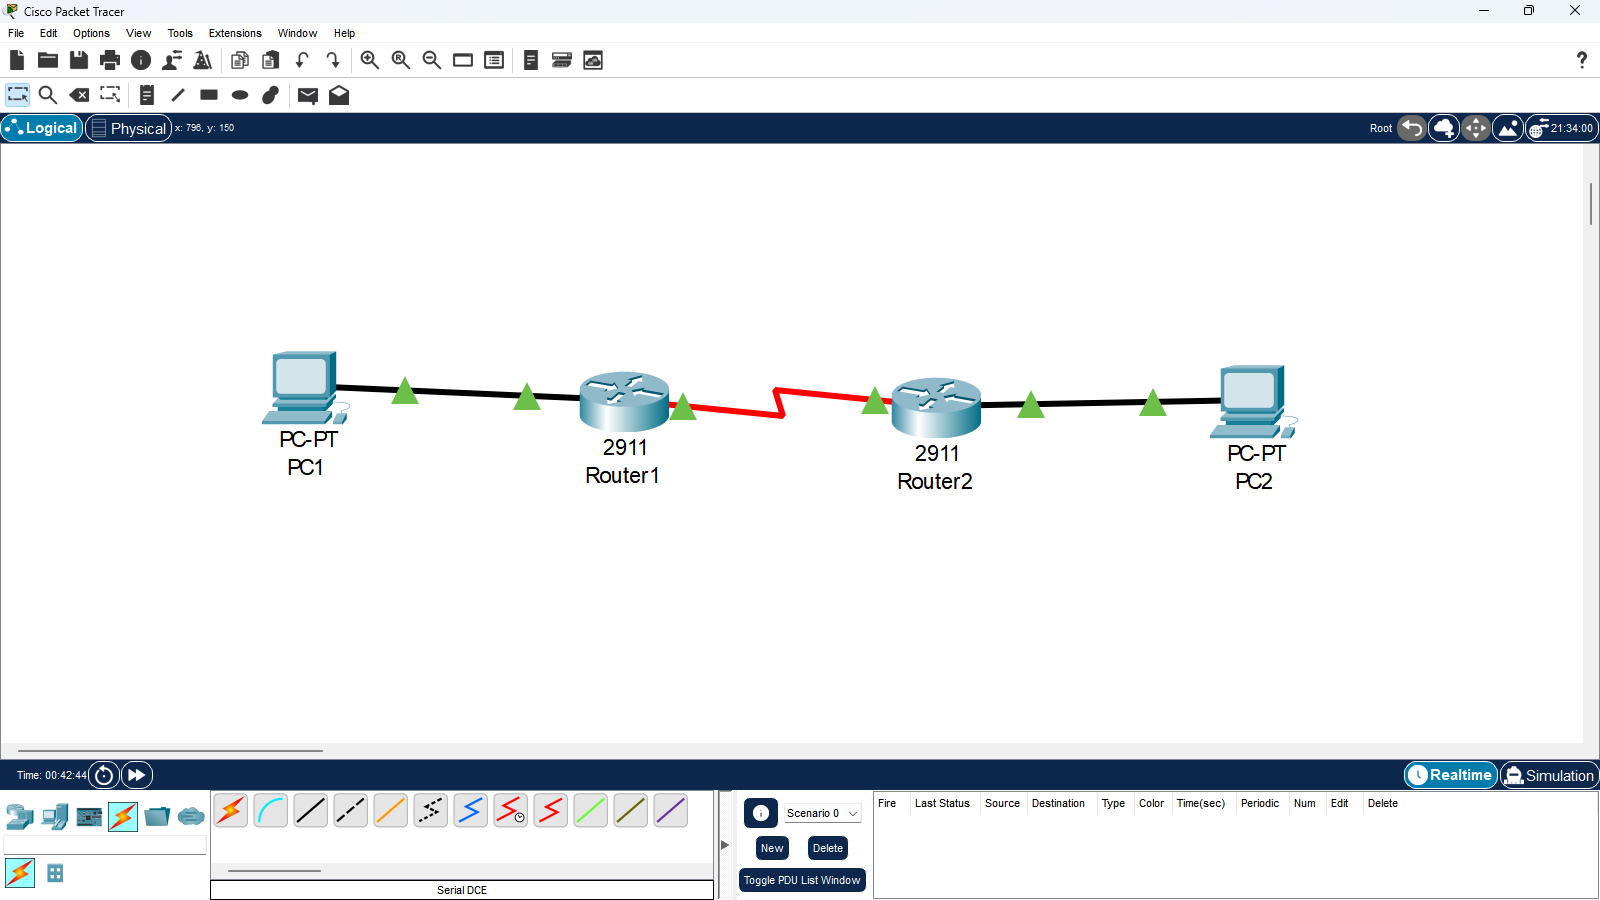 Cisco Packet Tracer
File Edit Options View Tools Extensions Window Help
Logical Physical x: 796, y: 150 Root 21:34:00
PC-PT
PC1
2911
Router1
2911
Router2
PC-PT
PC2
Time: 00:42:44 Realtime Simulation
Scenario 0
New Delete
Toggle PDU List Window
Fire Last Status Source Destination Type Color Time(sec) Periodic Num Edit Delete
Serial DCE